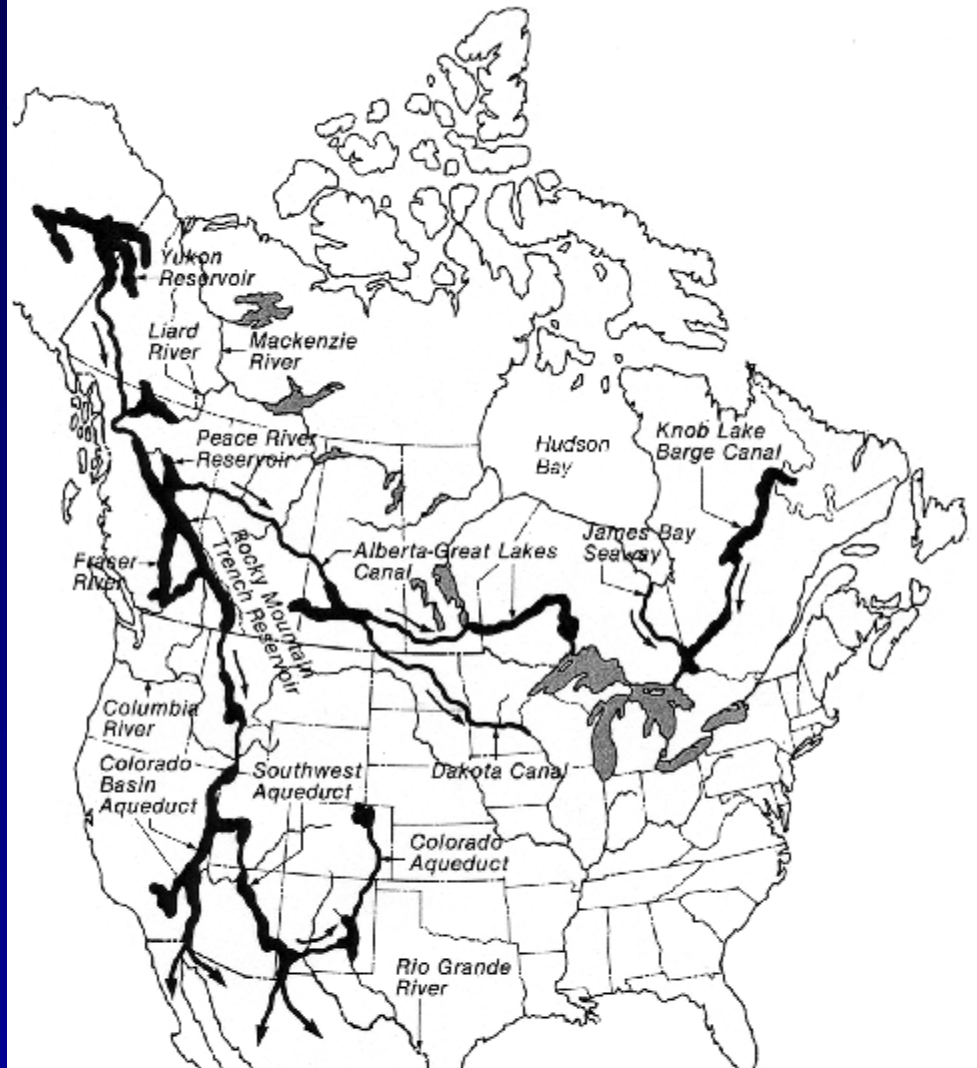 Yukon
Reservoir
Liard
River
Mackenzie
River
Peace River
Reservoir
Hudson
Bay
Knob Lake
Barge Canal
James Bay
Seaway
Alberta-Great Lakes
Canal
Fraser
River
Rocky Mountain
Trench Reservoir
Columbia
River
Colorado
Basin
Aqueduct
Southwest
Aqueduct
Dakota Canal
Colorado
Aqueduct
Rio Grande
River